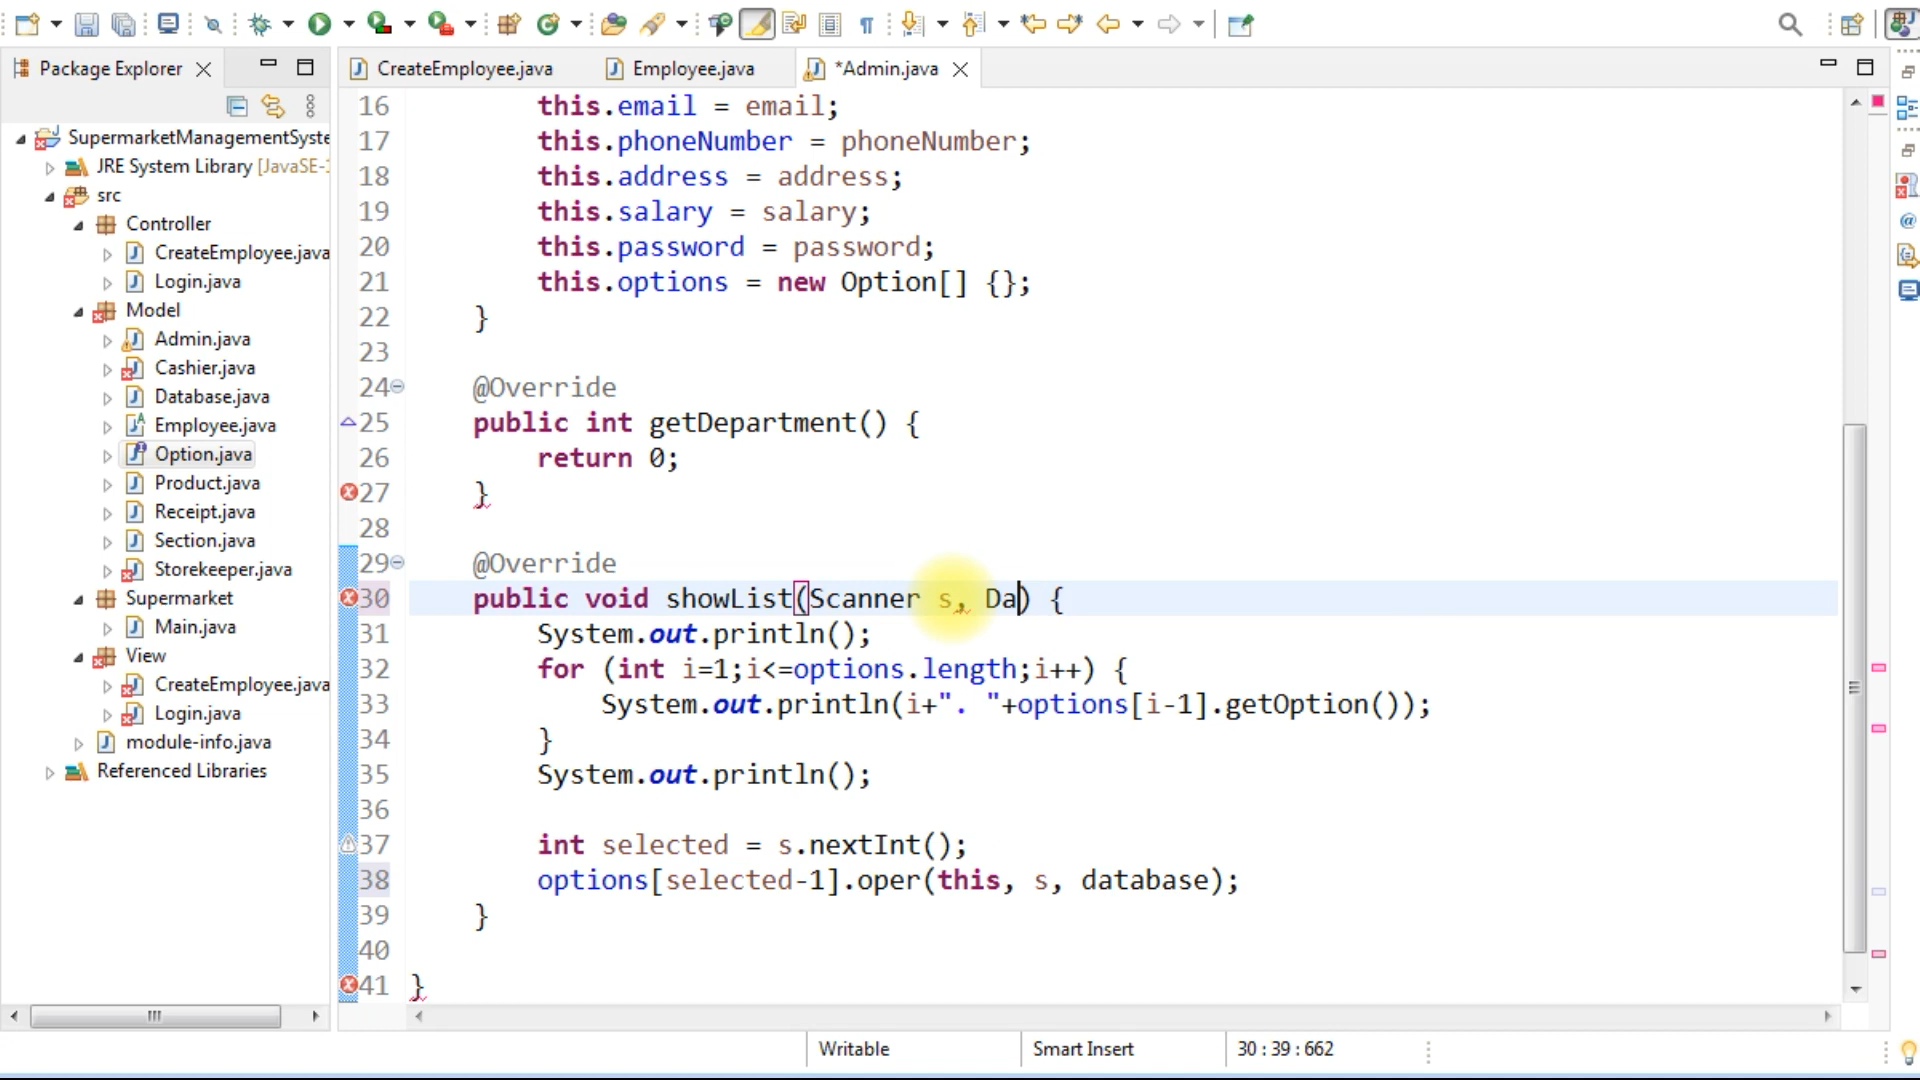 Package Explorer
CreateEmployee.java
Employee.java
*Admin.java
SupermarketManagementSyste
JRE System Library [JavaSE-1
src
Controller
CreateEmployee.java
Login.java
Model
Admin.java
Cashier.java
Database.java
Employee.java
Option.java
Product.java
Receipt.java
Section.java
Storekeeper.java
Supermarket
Main.java
View
CreateEmployee.java
Login.java
module-info.java
Referenced Libraries
16 this.email = email;
17 this.phoneNumber = phoneNumber;
18 this.address = address;
19 this.salary = salary;
20 this.password = password;
21 this.options = new Option[] {};
22 }
23
24 @Override
25 public int getDepartment() {
26 return 0;
27 }
28
29 @Override
30 public void showList(Scanner s, Da) {
31 System.out.println();
32 for (int i=1;i<=options.length;i++) {
33 System.out.println(i+". "+options[i-1].getOption());
34 }
35 System.out.println();
36
37 int selected = s.nextInt();
38 options[selected-1].oper(this, s, database);
39 }
40
41 }
Writable
Smart Insert
30 : 39 : 662